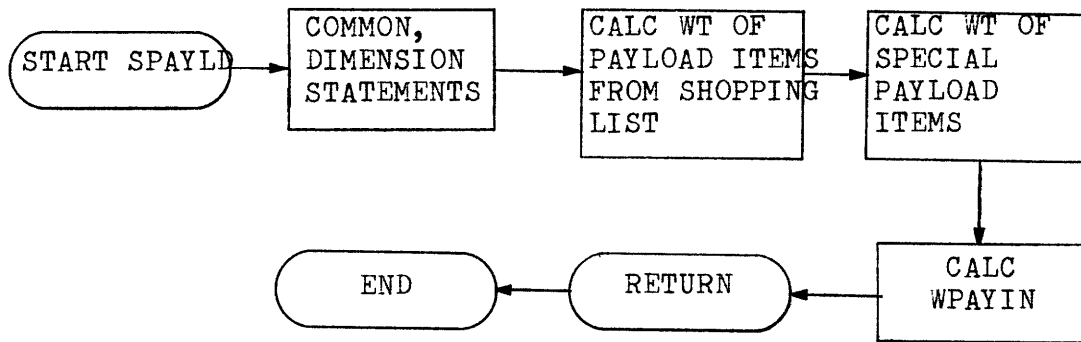 START SPAYLD
COMMON,
DIMENSION
STATEMENTS
CALC WT OF
PAYLOAD ITEMS
FROM SHOPPING
LIST
CALC WT OF
SPECIAL
PAYLOAD
ITEMS
CALC
WPAYIN
RETURN
END